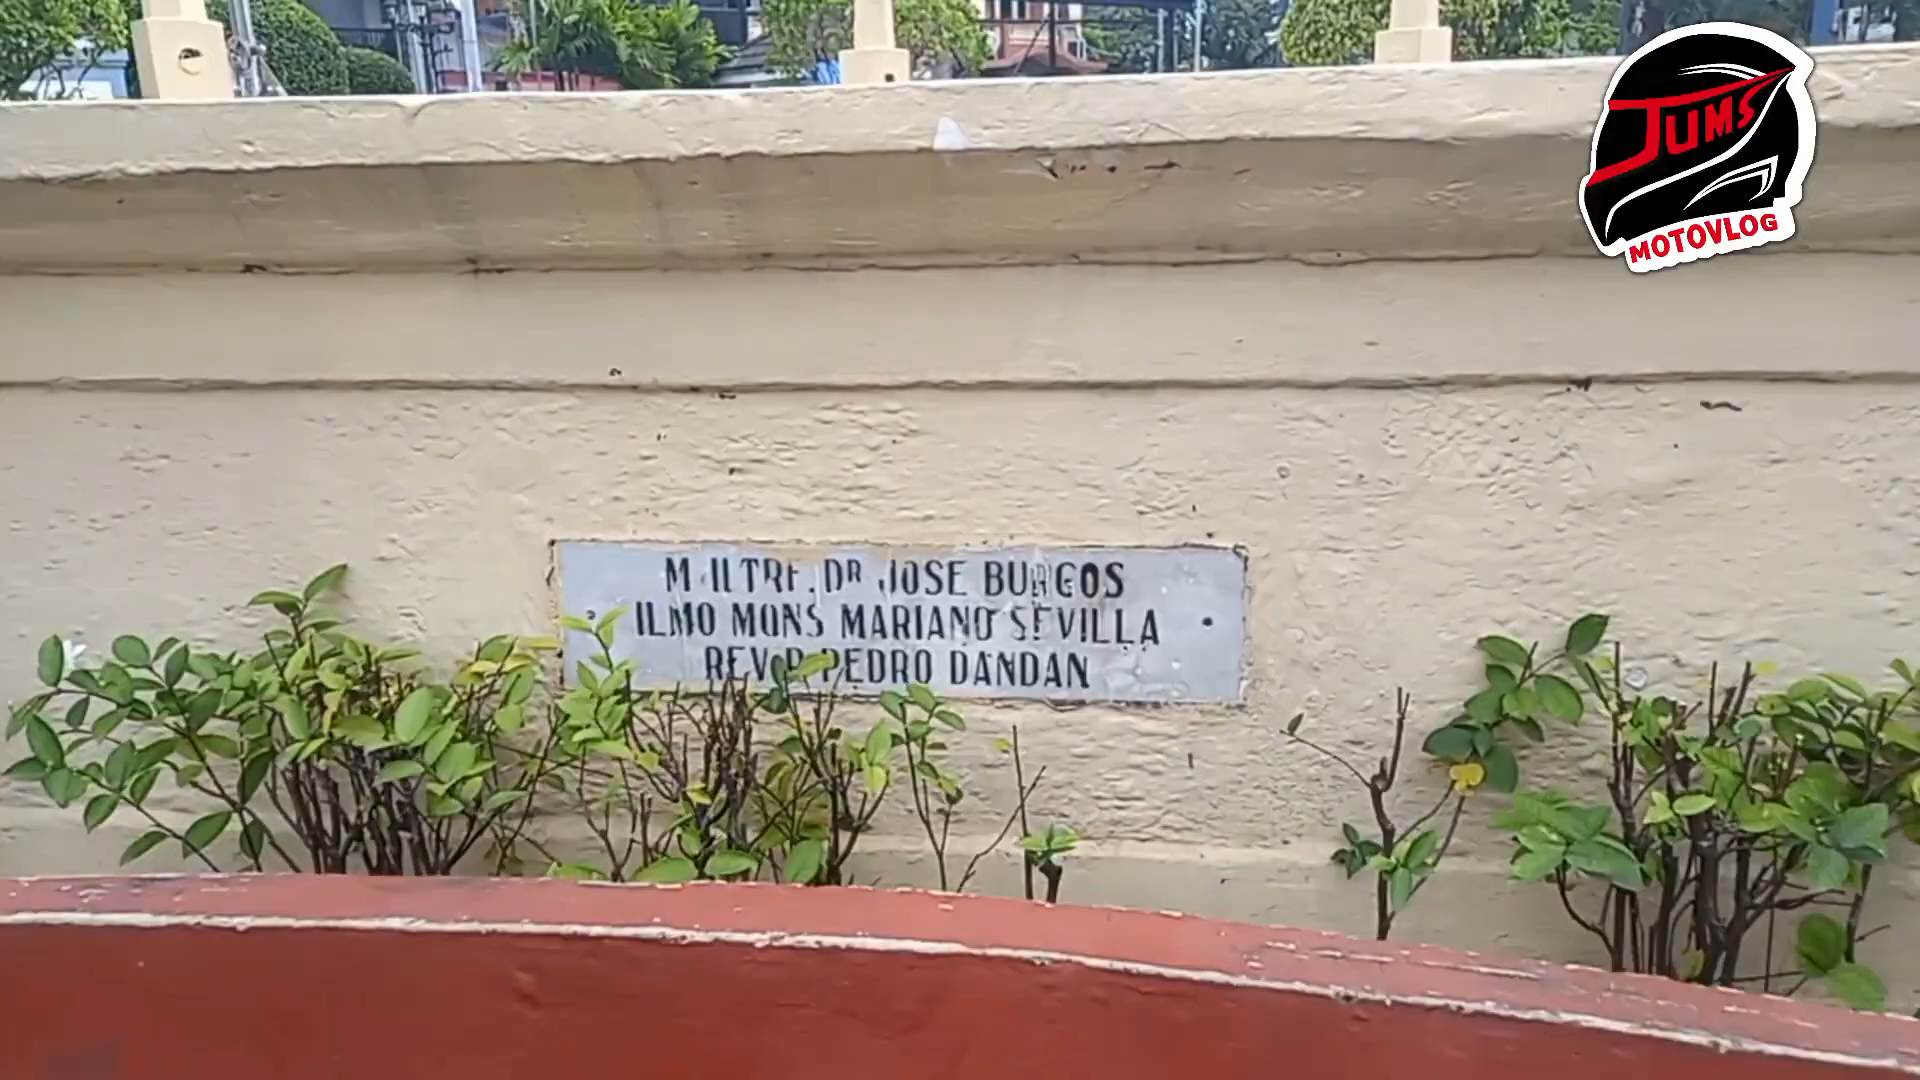 JUMS
MOTOVLOG
M. ILTRE. DR JOSE BURGOS
ILMO MONS MARIANO SEVILLA
REV. P. PEDRO DANDAN